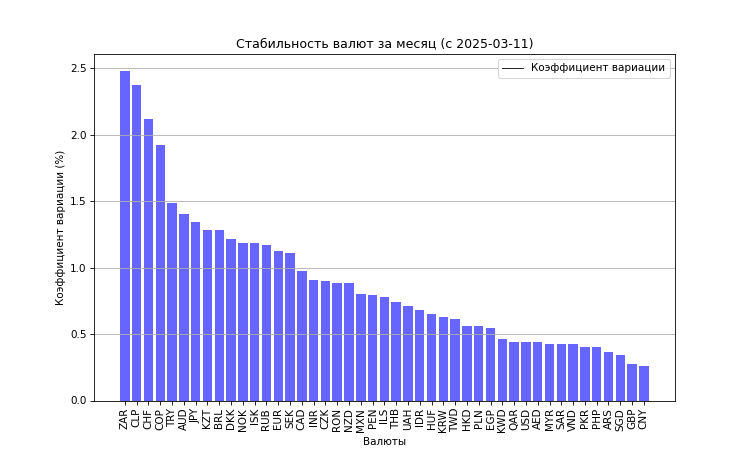 Стабильность валют за месяц (с 2025-03-11)
Коэффициент вариации
Коэффициент вариации (%)
2.5
2.0
1.5
1.0
0.5
0.0
ZAR CLP CHF COP TRY AUD JPY KZT BRL DKK NOK ISK RUB EUR SEK CAD INR CZK RON NZD MXN PEN ILS THB UAH IDR HUF KRW TWD HKD PLN EGP KWD QAR USD AED MYR SAR VND PKR PHP ARS SGD GBP CNY
Валюты